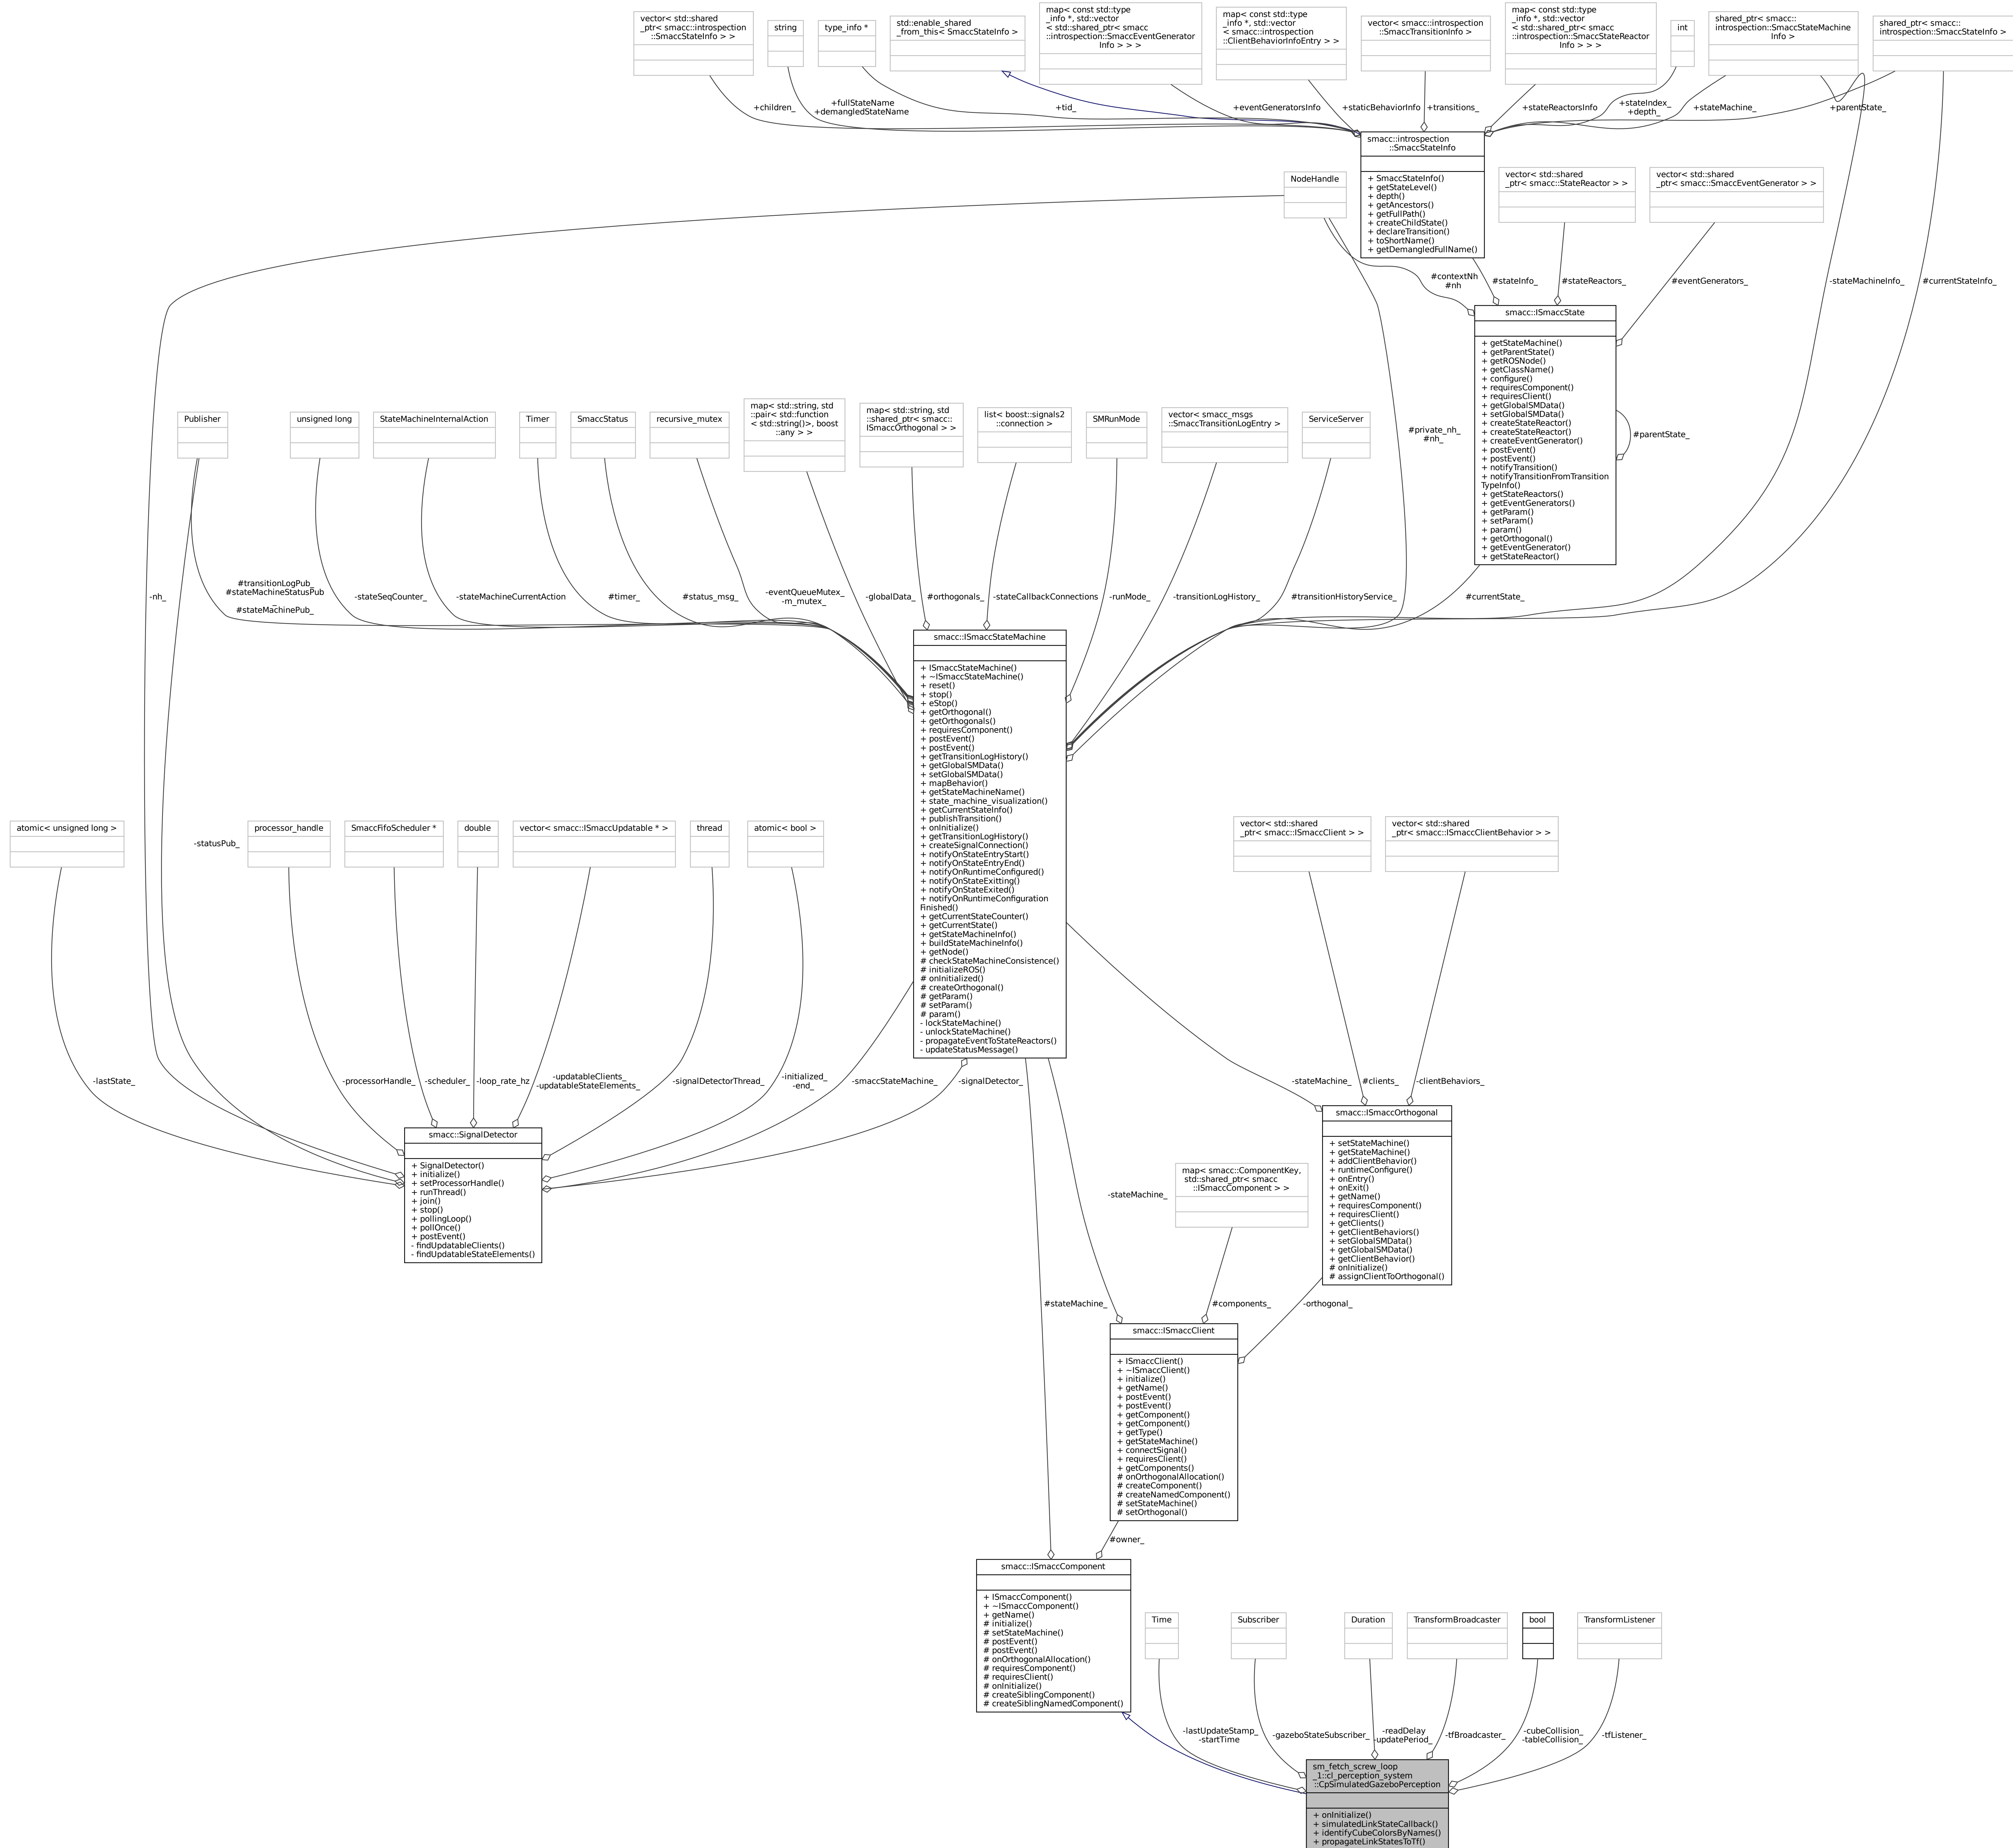 vector< std::shared
_ptr< smacc::introspection
::SmaccStateInfo > >
string
type_info *
std::enable_shared
_from_this< SmaccStateInfo >
map< const std::type
_info *, std::vector
< std::shared_ptr< smacc
::introspection::SmaccEventGenerator
Info > > >
map< const std::type
_info *, std::vector
< smacc::introspection
::ClientBehaviorInfoEntry > >
vector< smacc::introspection
::SmaccTransitionInfo >
map< const std::type
_info *, std::vector
< std::shared_ptr< smacc
::introspection::SmaccStateReactor
Info > > >
int
shared_ptr< smacc::
introspection::SmaccStateMachine
Info >
shared_ptr< smacc::
introspection::SmaccStateInfo >
+children_
+fullStateName
+demangledStateName
+tid_
+eventGeneratorsInfo
+staticBehaviorInfo
+transitions_
+stateReactorsInfo
+stateIndex_
+depth_
+stateMachine_
+parentState_
smacc::introspection
::SmaccStateInfo
+ SmaccStateInfo()
+ getStateLevel()
+ depth()
+ getAncestors()
+ getFullPath()
+ createChildState()
+ declareTransition()
+ toShortName()
+ getDemangledFullName()
NodeHandle
vector< std::shared
_ptr< smacc::StateReactor > >
vector< std::shared
_ptr< smacc::SmaccEventGenerator > >
#contextNh
#nh
#stateInfo_
#stateReactors_
#eventGenerators_
-stateMachineInfo_
#currentStateInfo_
smacc::ISmaccState
+ getStateMachine()
+ getParentState()
+ getROSNode()
+ getClassName()
+ configure()
+ requiresComponent()
+ requiresClient()
+ getGlobalSMData()
+ setGlobalSMData()
+ createStateReactor()
+ createStateReactor()
+ createEventGenerator()
+ postEvent()
+ postEvent()
+ notifyTransition()
+ notifyTransitionFromTransition
TypeInfo()
+ getStateReactors()
+ getEventGenerators()
+ getParam()
+ setParam()
+ param()
+ getOrthogonal()
+ getEventGenerator()
+ getStateReactor()
#parentState_
Publisher
unsigned long
StateMachineInternalAction
Timer
SmaccStatus
recursive_mutex
map< std::string, std
::pair< std::function
< std::string()>, boost
::any > >
map< std::string, std
::shared_ptr< smacc::
ISmaccOrthogonal > >
list< boost::signals2
::connection >
SMRunMode
vector< smacc_msgs
::SmaccTransitionLogEntry >
ServiceServer
#private_nh_
#nh_
-nh_
#transitionLogPub_
#stateMachineStatusPub
_
#stateMachinePub_
-stateSeqCounter_
-stateMachineCurrentAction
#timer_
#status_msg_
-eventQueueMutex_
-m_mutex_
-globalData_
#orthogonals_
-stateCallbackConnections
-runMode_
-transitionLogHistory_
#transitionHistoryService_
#currentState_
smacc::ISmaccStateMachine
+ ISmaccStateMachine()
+ ~ISmaccStateMachine()
+ reset()
+ stop()
+ eStop()
+ getOrthogonal()
+ getOrthogonals()
+ requiresComponent()
+ postEvent()
+ postEvent()
+ getTransitionLogHistory()
+ getGlobalSMData()
+ setGlobalSMData()
+ mapBehavior()
+ getStateMachineName()
+ state_machine_visualization()
+ getCurrentStateInfo()
+ publishTransition()
+ onInitialize()
+ getTransitionLogHistory()
+ createSignalConnection()
+ notifyOnStateEntryStart()
+ notifyOnStateEntryEnd()
+ notifyOnRuntimeConfigured()
+ notifyOnStateExitting()
+ notifyOnStateExited()
+ notifyOnRuntimeConfiguration
Finished()
+ getCurrentStateCounter()
+ getCurrentState()
+ getStateMachineInfo()
+ buildStateMachineInfo()
+ getNode()
# checkStateMachineConsistence()
# initializeROS()
# onInitialized()
# createOrthogonal()
# getParam()
# setParam()
# param()
- lockStateMachine()
- unlockStateMachine()
- propagateEventToStateReactors()
- updateStatusMessage()
atomic< unsigned long >
-statusPub_
processor_handle
SmaccFifoScheduler *
double
vector< smacc::ISmaccUpdatable * >
thread
atomic< bool >
vector< std::shared
_ptr< smacc::ISmaccClient > >
vector< std::shared
_ptr< smacc::ISmaccClientBehavior > >
-lastState_
-processorHandle_
-scheduler_
-loop_rate_hz
-updatableClients_
-updatableStateElements_
-signalDetectorThread_
-initialized_
-end_
-smaccStateMachine_
-signalDetector_
-stateMachine_
#clients_
-clientBehaviors_
smacc::SignalDetector
+ SignalDetector()
+ initialize()
+ setProcessorHandle()
+ runThread()
+ join()
+ stop()
+ pollingLoop()
+ pollOnce()
+ postEvent()
- findUpdatableClients()
- findUpdatableStateElements()
smacc::ISmaccOrthogonal
+ setStateMachine()
+ getStateMachine()
+ addClientBehavior()
+ runtimeConfigure()
+ onEntry()
+ onExit()
+ getName()
+ requiresComponent()
+ requiresClient()
+ getClients()
+ getClientBehaviors()
+ setGlobalSMData()
+ getGlobalSMData()
+ getClientBehavior()
# onInitialize()
# assignClientToOrthogonal()
-stateMachine_
map< smacc::ComponentKey,
std::shared_ptr< smacc
::ISmaccComponent > >
#stateMachine_
#components_
-orthogonal_
smacc::ISmaccClient
+ ISmaccClient()
+ ~ISmaccClient()
+ initialize()
+ getName()
+ postEvent()
+ postEvent()
+ getComponent()
+ getComponent()
+ getType()
+ getStateMachine()
+ connectSignal()
+ requiresClient()
+ getComponents()
# onOrthogonalAllocation()
# createComponent()
# createNamedComponent()
# setStateMachine()
# setOrthogonal()
#owner_
smacc::ISmaccComponent
+ ISmaccComponent()
+ ~ISmaccComponent()
+ getName()
# initialize()
# setStateMachine()
# postEvent()
# postEvent()
# onOrthogonalAllocation()
# requiresComponent()
# requiresClient()
# onInitialize()
# createSiblingComponent()
# createSiblingNamedComponent()
Time
Subscriber
Duration
TransformBroadcaster
bool
TransformListener
-lastUpdateStamp_
-startTime
-gazeboStateSubscriber_
-readDelay
-updatePeriod_
-tfBroadcaster_
-cubeCollision_
-tableCollision_
-tfListener_
sm_fetch_screw_loop
_1::cl_perception_system
::CpSimulatedGazeboPerception
+ onInitialize()
+ simulatedLinkStateCallback()
+ identifyCubeColorsByNames()
+ propagateLinkStatesToTf()